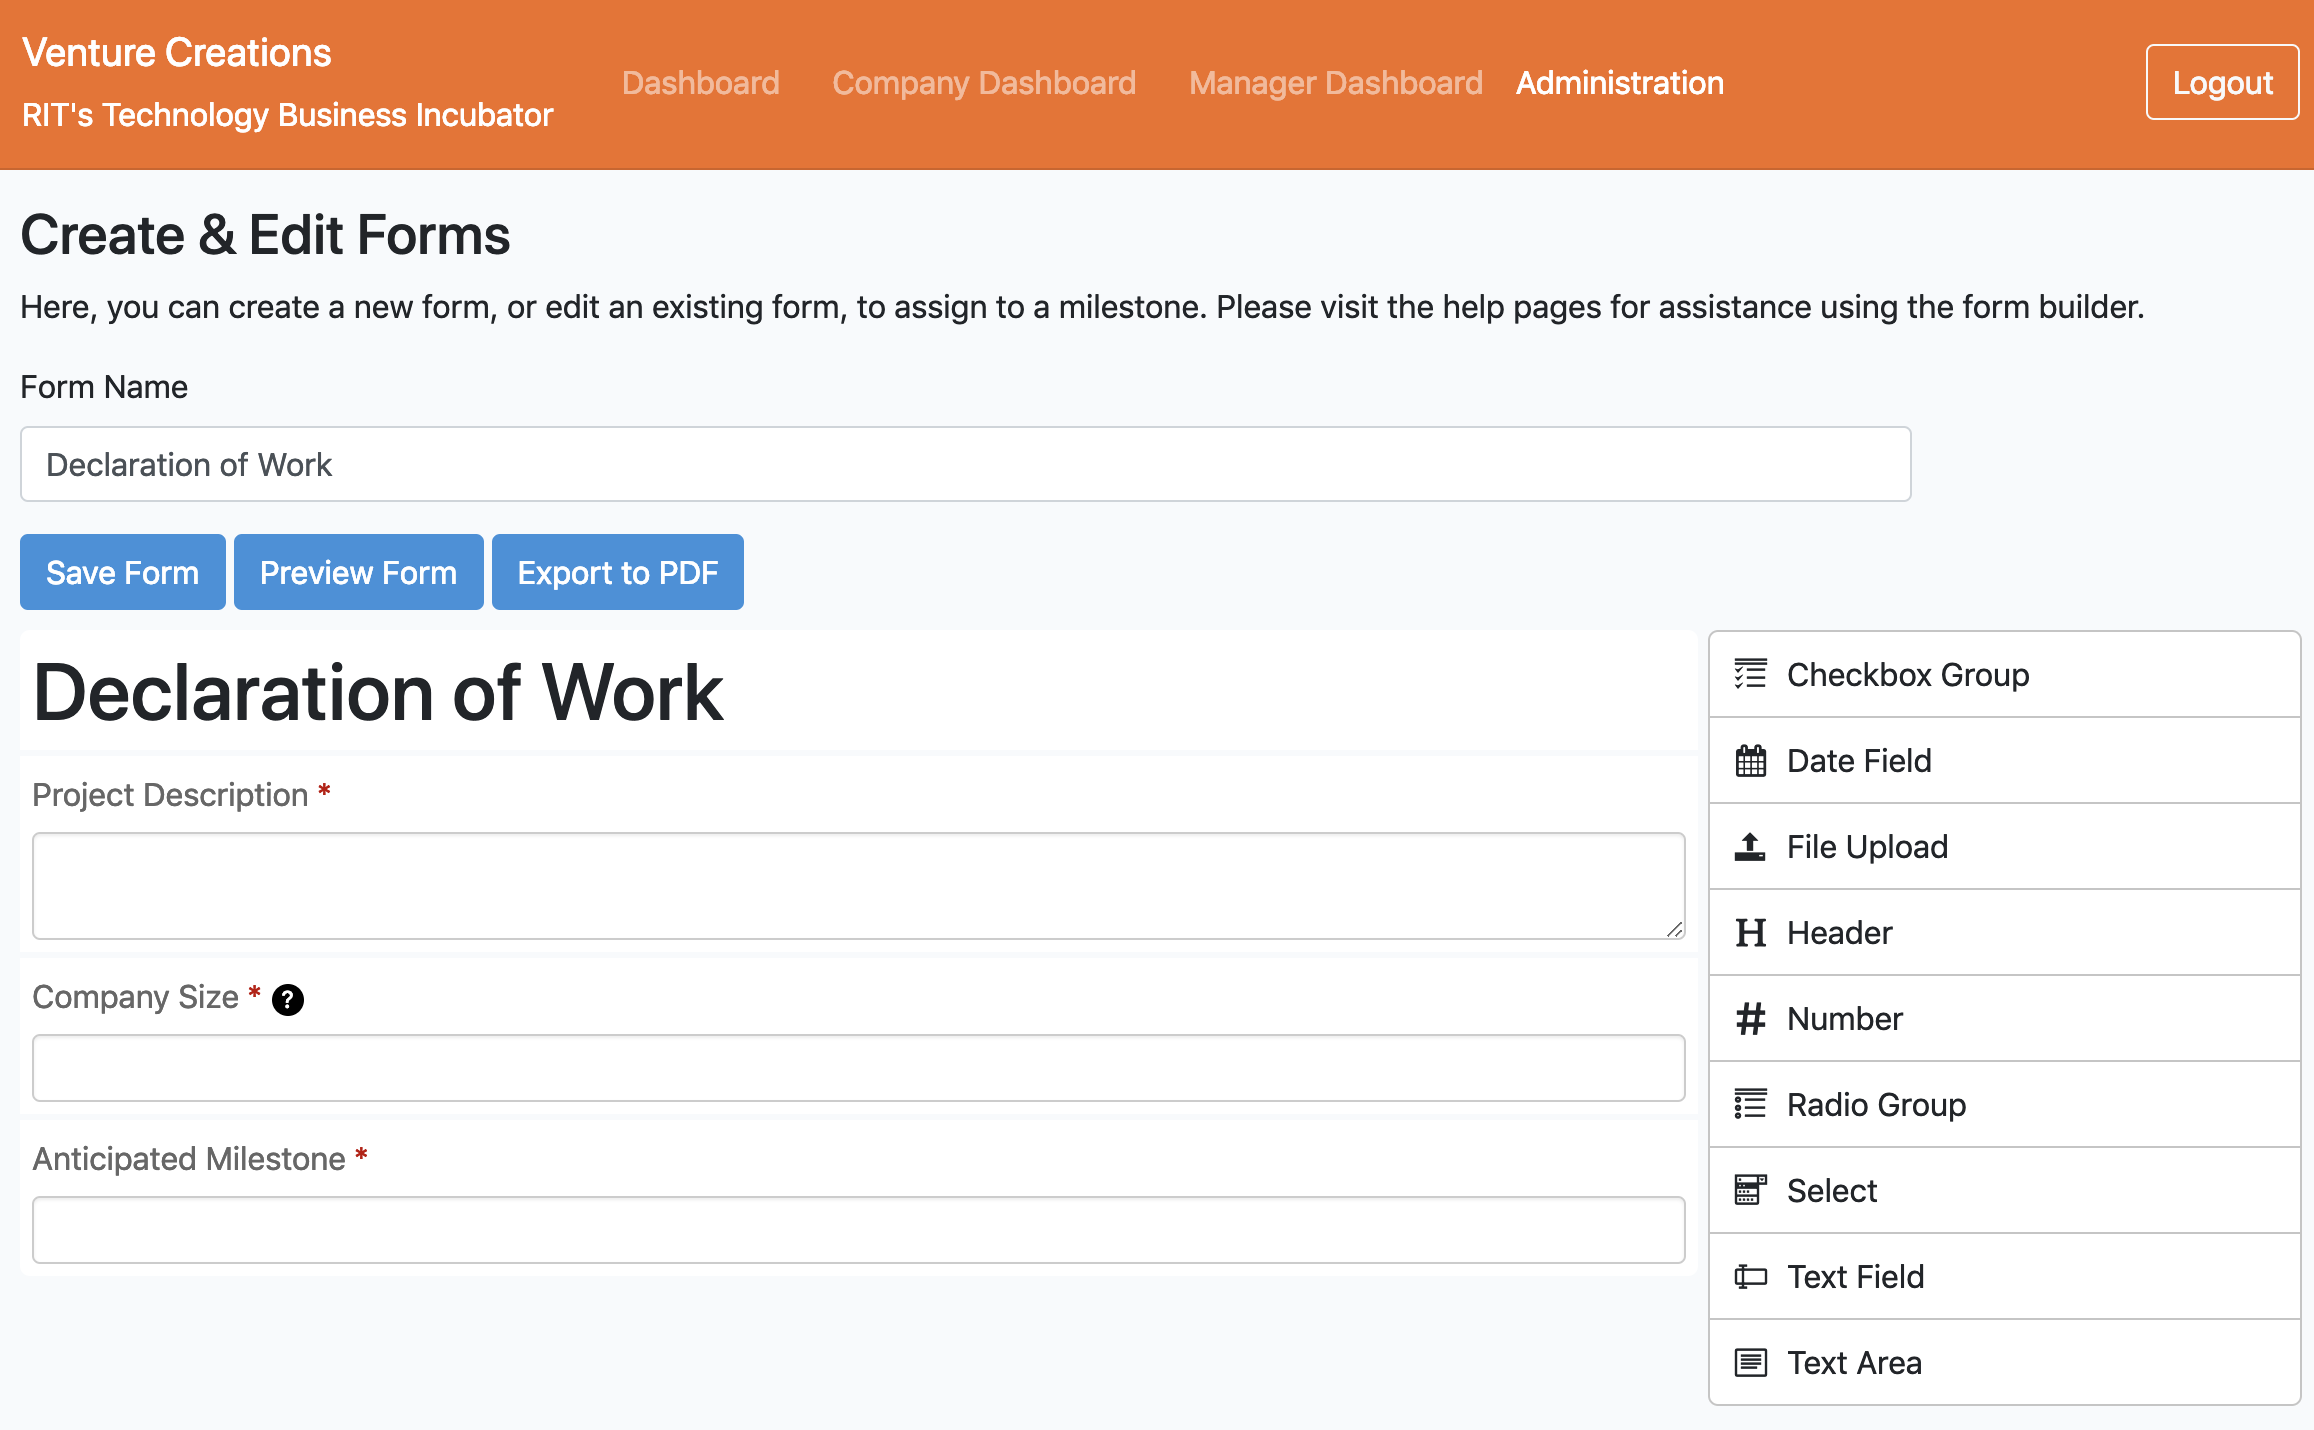 Venture Creations
RIT's Technology Business Incubator
Dashboard
Company Dashboard
Manager Dashboard
Administration
Logout
Create & Edit Forms
Here, you can create a new form, or edit an existing form, to assign to a milestone. Please visit the help pages for assistance using the form builder.
Form Name
Declaration of Work
Save Form
Preview Form
Export to PDF
Declaration of Work
Project Description *
Company Size * ?
Anticipated Milestone *
Checkbox Group
Date Field
File Upload
H Header
# Number
Radio Group
Select
Text Field
Text Area